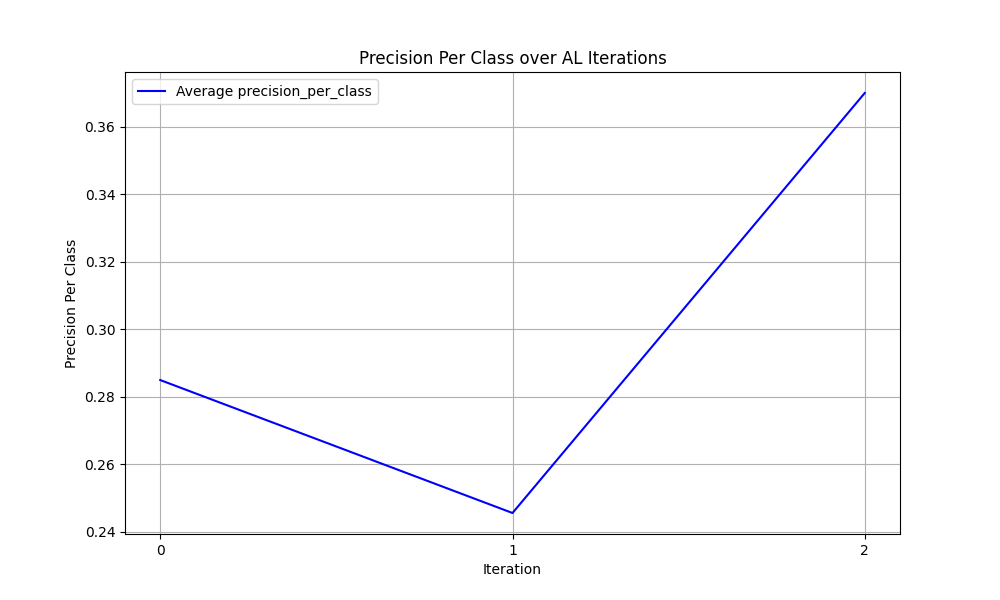 Precision Per Class over AL Iterations
Average precision_per_class
Precision Per Class
0.36
0.34
0.32
0.30
0.28
0.26
0.24
0 1 2
Iteration